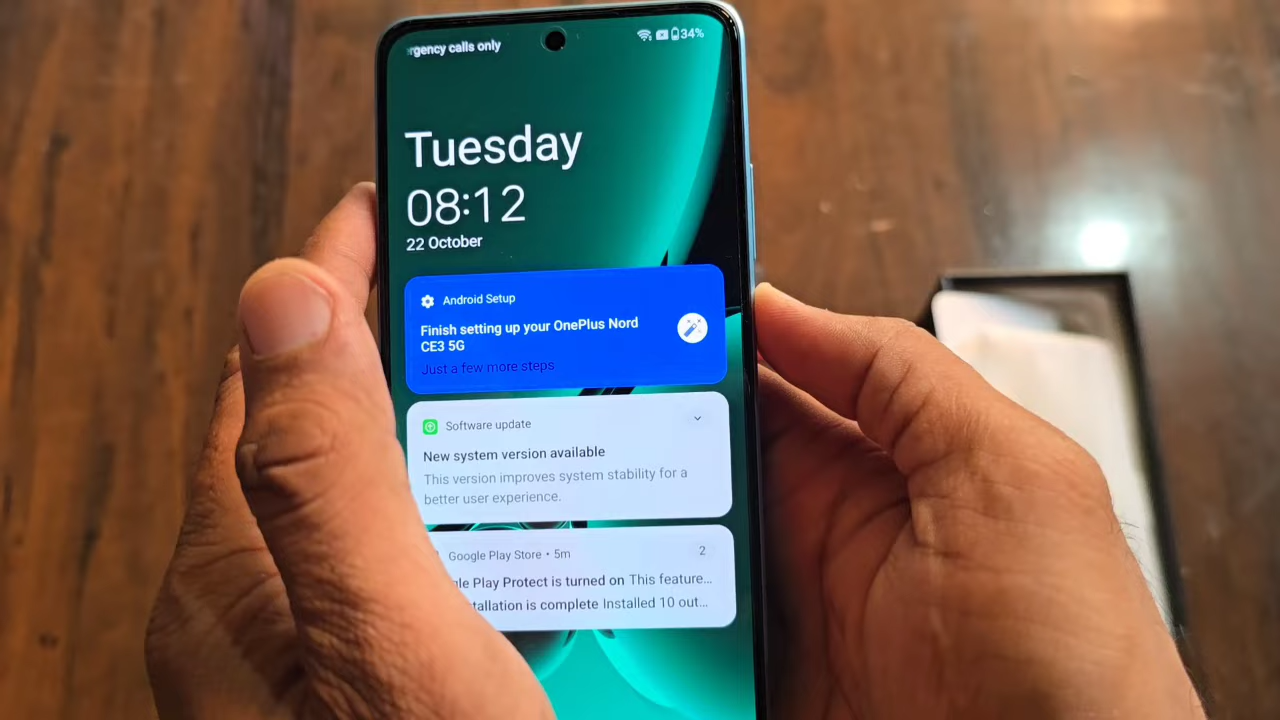 rgency calls only
34%
Tuesday
08:12
22 October
Android Setup
Finish setting up your OnePlus Nord
CE3 5G
Just a few more steps
Software update
New system version available
This version improves system stability for a
better user experience.
Google Play Store • 5m
2
le Play Protect is turned on This feature...
tallation is complete Installed 10 out...